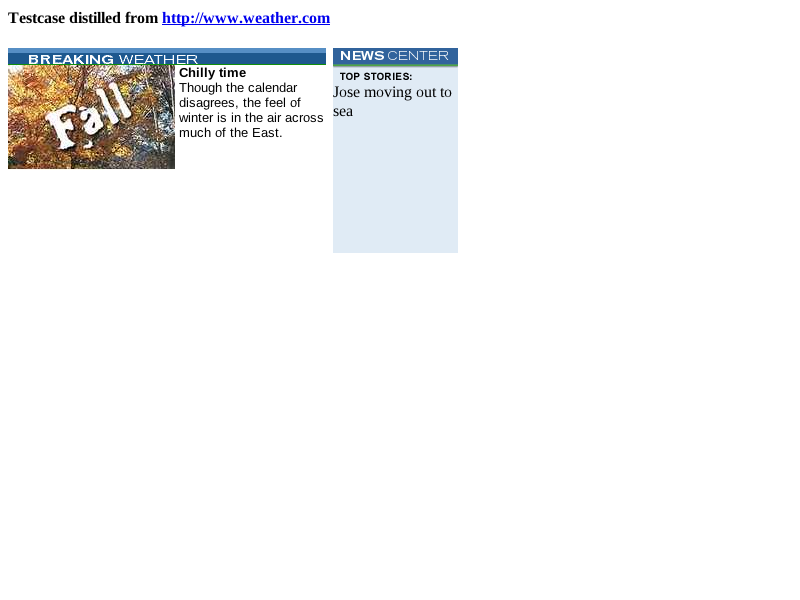 Testcase distilled from http://www.weather.com
BREAKING WEATHER
Fall
Chilly time
Though the calendar
disagrees, the feel of
winter is in the air across
much of the East.
NEWS CENTER
TOP STORIES:
Jose moving out to
sea